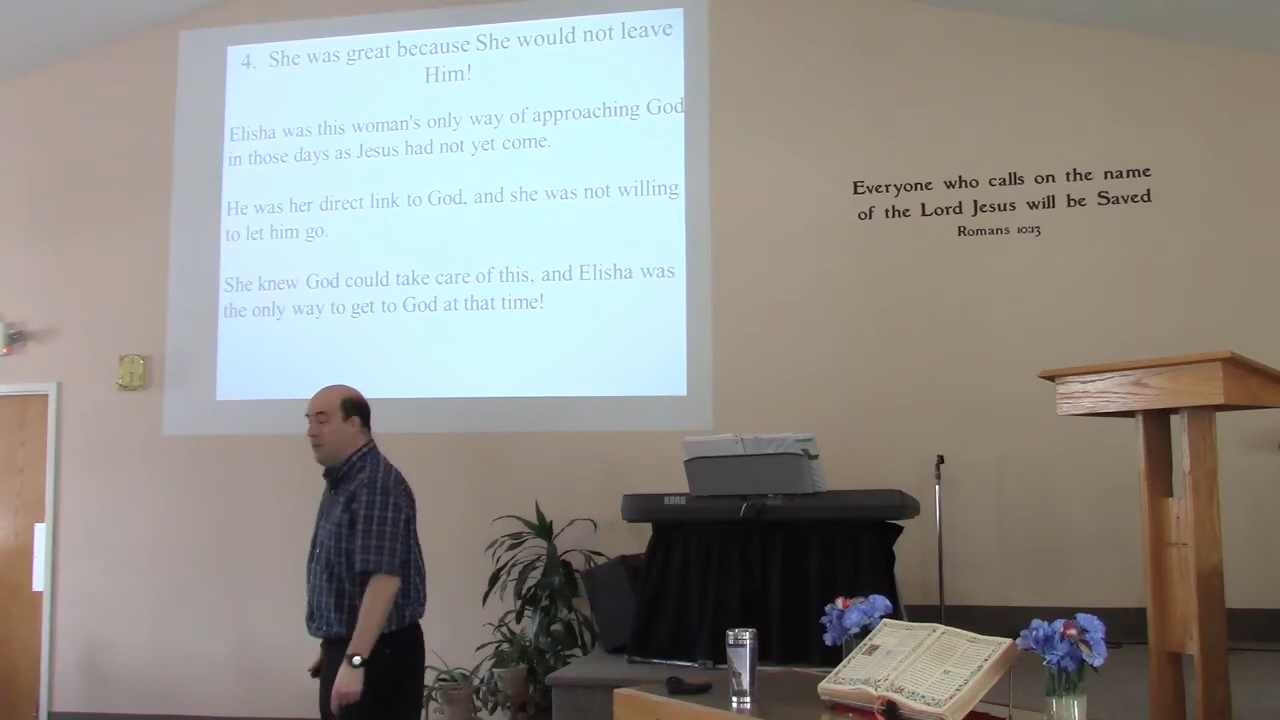 4. She was great because She would not leave
Him!
Elisha was this woman's only way of approaching God
in those days as Jesus had not yet come.
He was her direct link to God, and she was not willing
to let him go.
She knew God could take care of this, and Elisha was
the only way to get to God at that time!
Everyone who calls on the name
of the Lord Jesus will be Saved
Romans 10:13
KORG